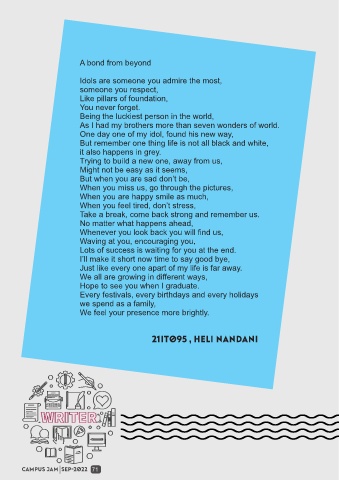 A bond from beyond
Idols are someone you admire the most,
someone you respect,
Like pillars of foundation,
You never forget.
Being the luckiest person in the world,
As I had my brothers more than seven wonders of world.
One day one of my idol, found his new way,
But remember one thing life is not all black and white,
it also happens in grey.
Trying to build a new one, away from us,
Might not be easy as it seems,
But when you are sad don't be,
When you miss us, go through the pictures,
When you are happy smile as much,
When you feel tired, don't stress,
Take a break, come back strong and remember us.
No matter what happens ahead,
Whenever you look back you will find us,
Waving at you, encouraging you,
Lots of success is waiting for you at the end.
I'll make it short now time to say good bye,
Just like every one apart of my life is far away.
We all are growing in different ways,
Hope to see you when I graduate.
Every festivals, every birthdays and every holidays
we spend as a family,
We feel your presence more brightly.
21IT095, HELI NANDANI
WRITER
CAMPUS JAM|SEP-2022 71